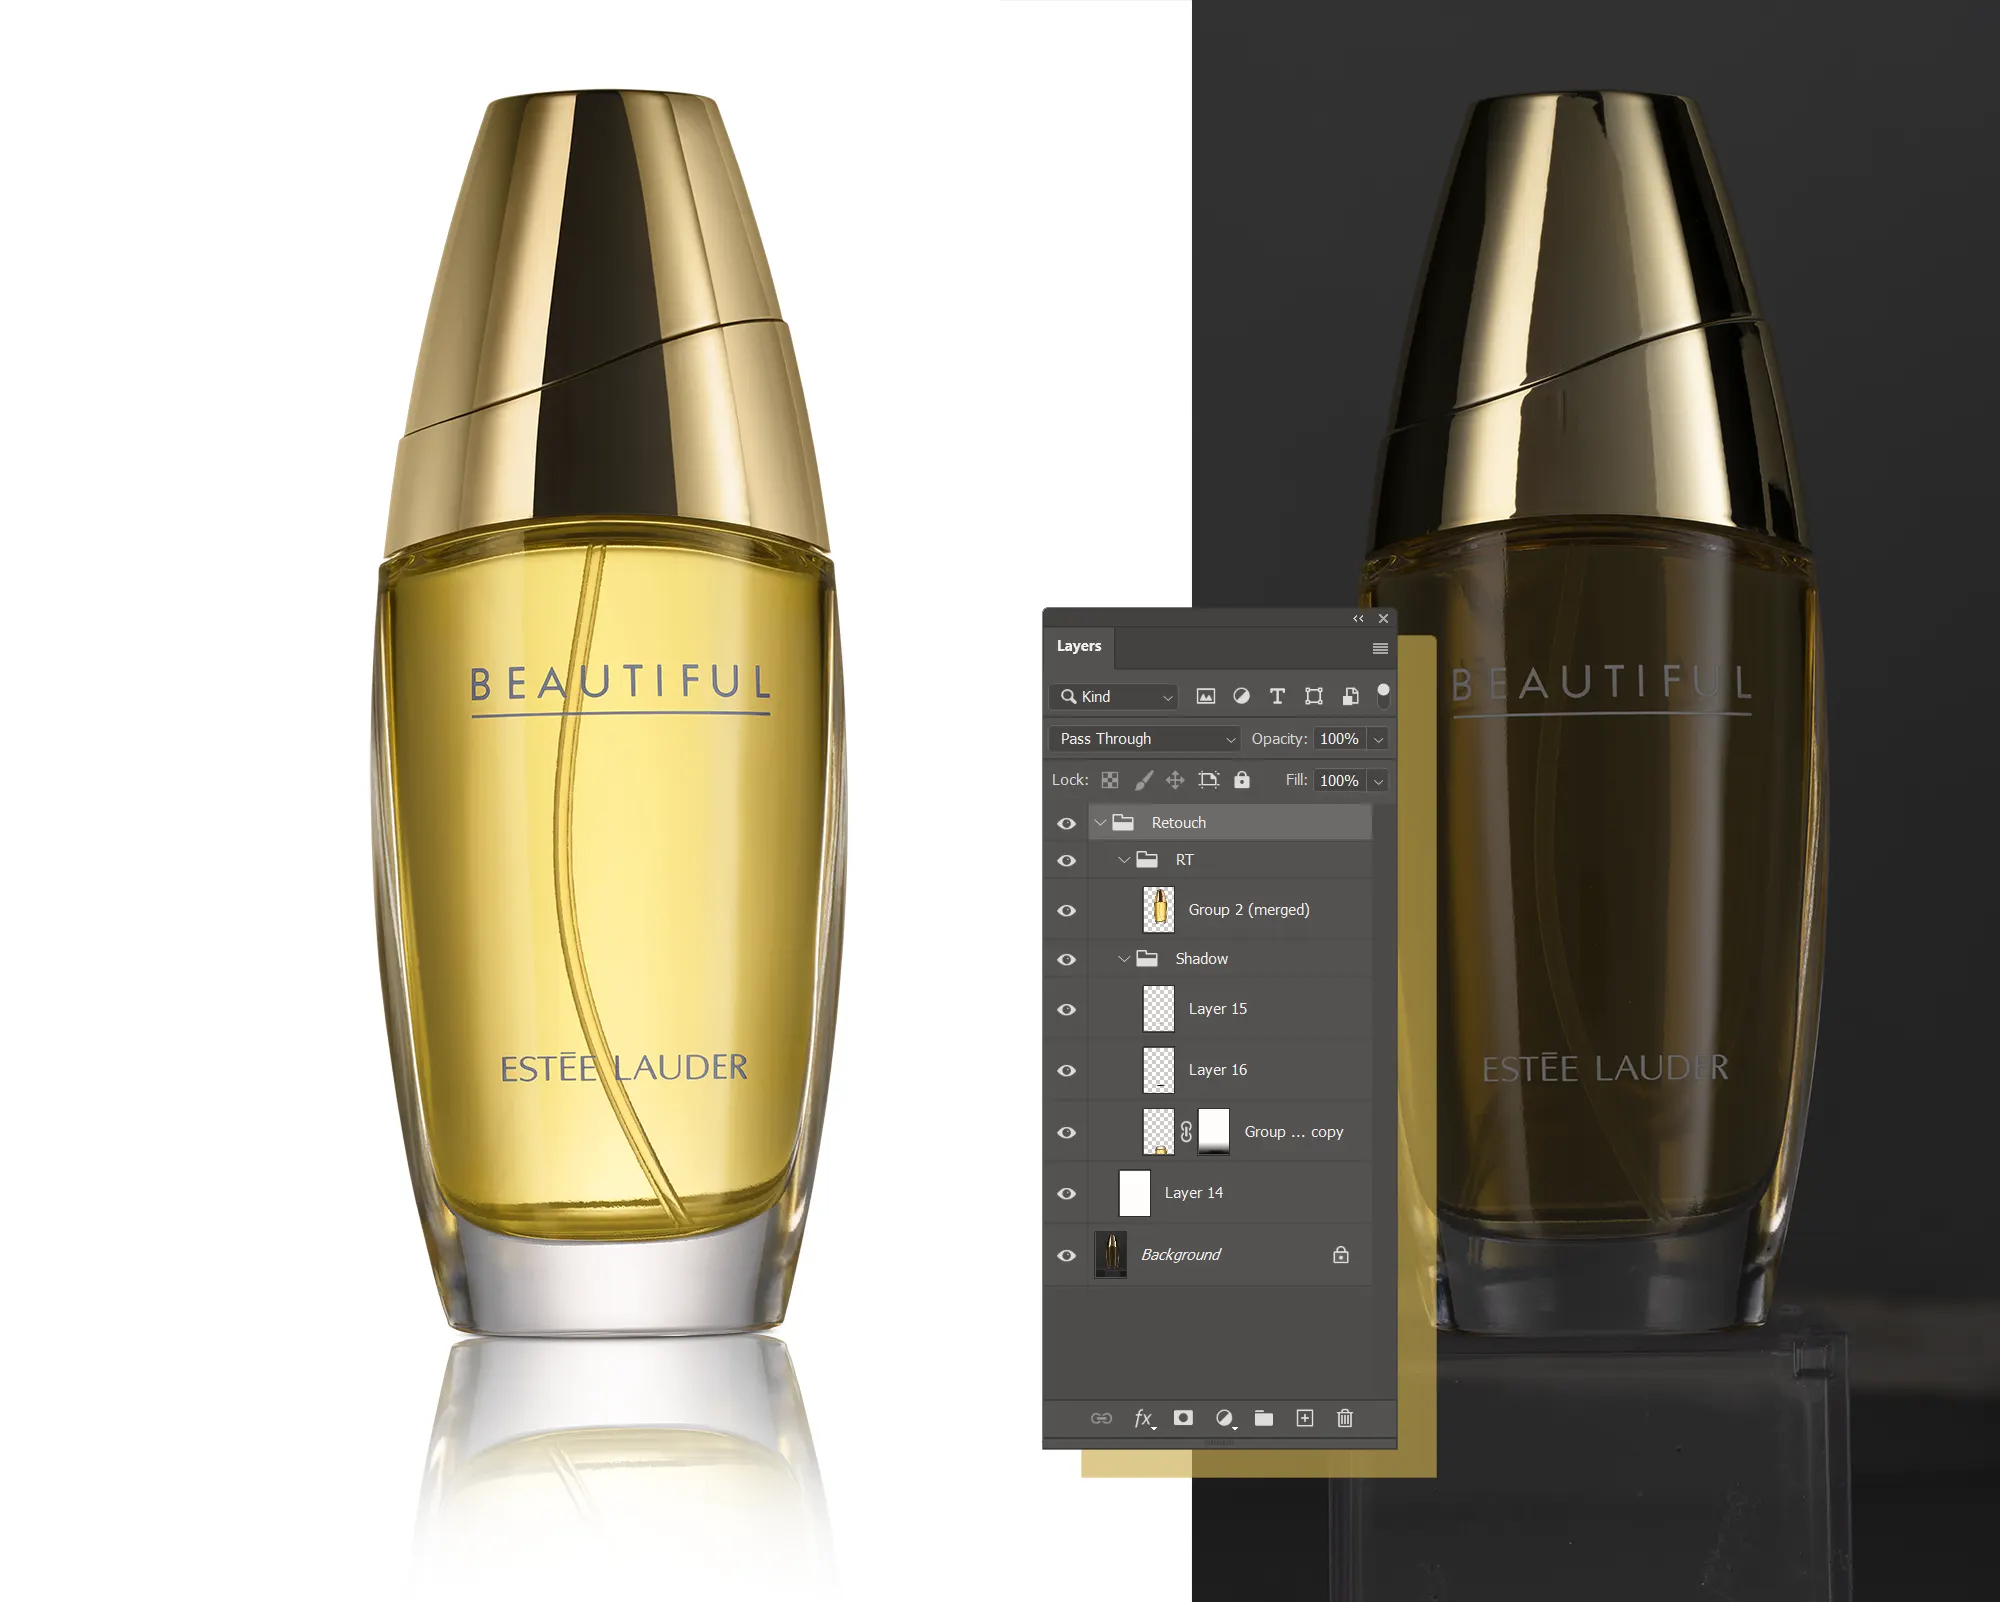 BEAUTIFUL
ESTĒE LAUDER
Layers
Kind
Pass Through
Opacity: 100%
Lock:
Fill: 100%
Retouch
RT
Group 2 (merged)
Shadow
Layer 15
Layer 16
Group ... copy
Layer 14
Background
fx
BEAUTIFUL
ESTĒE LAUDER